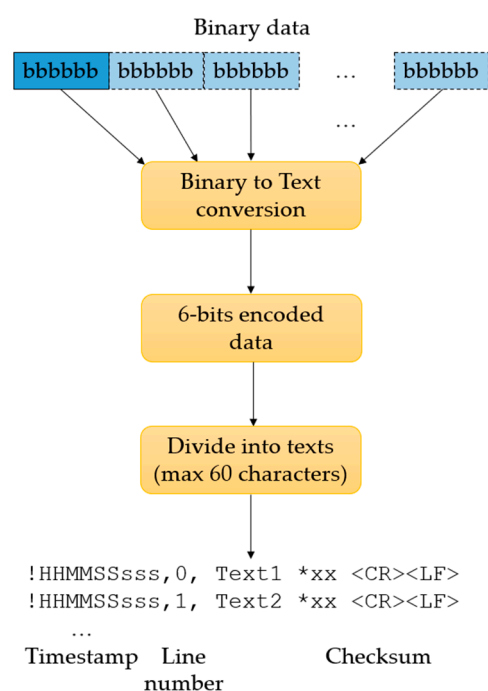 Binary data
bbbbbb bbbbbb bbbbbb ... bbbbbb
...
Binary to Text
conversion
6-bits encoded
data
Divide into texts
(max 60 characters)
!HHMMSSsss,0, Text1 *xx <CR><LF>
!HHMMSSsss,1, Text2 *xx <CR><LF>
...
Timestamp Line Checksum
number